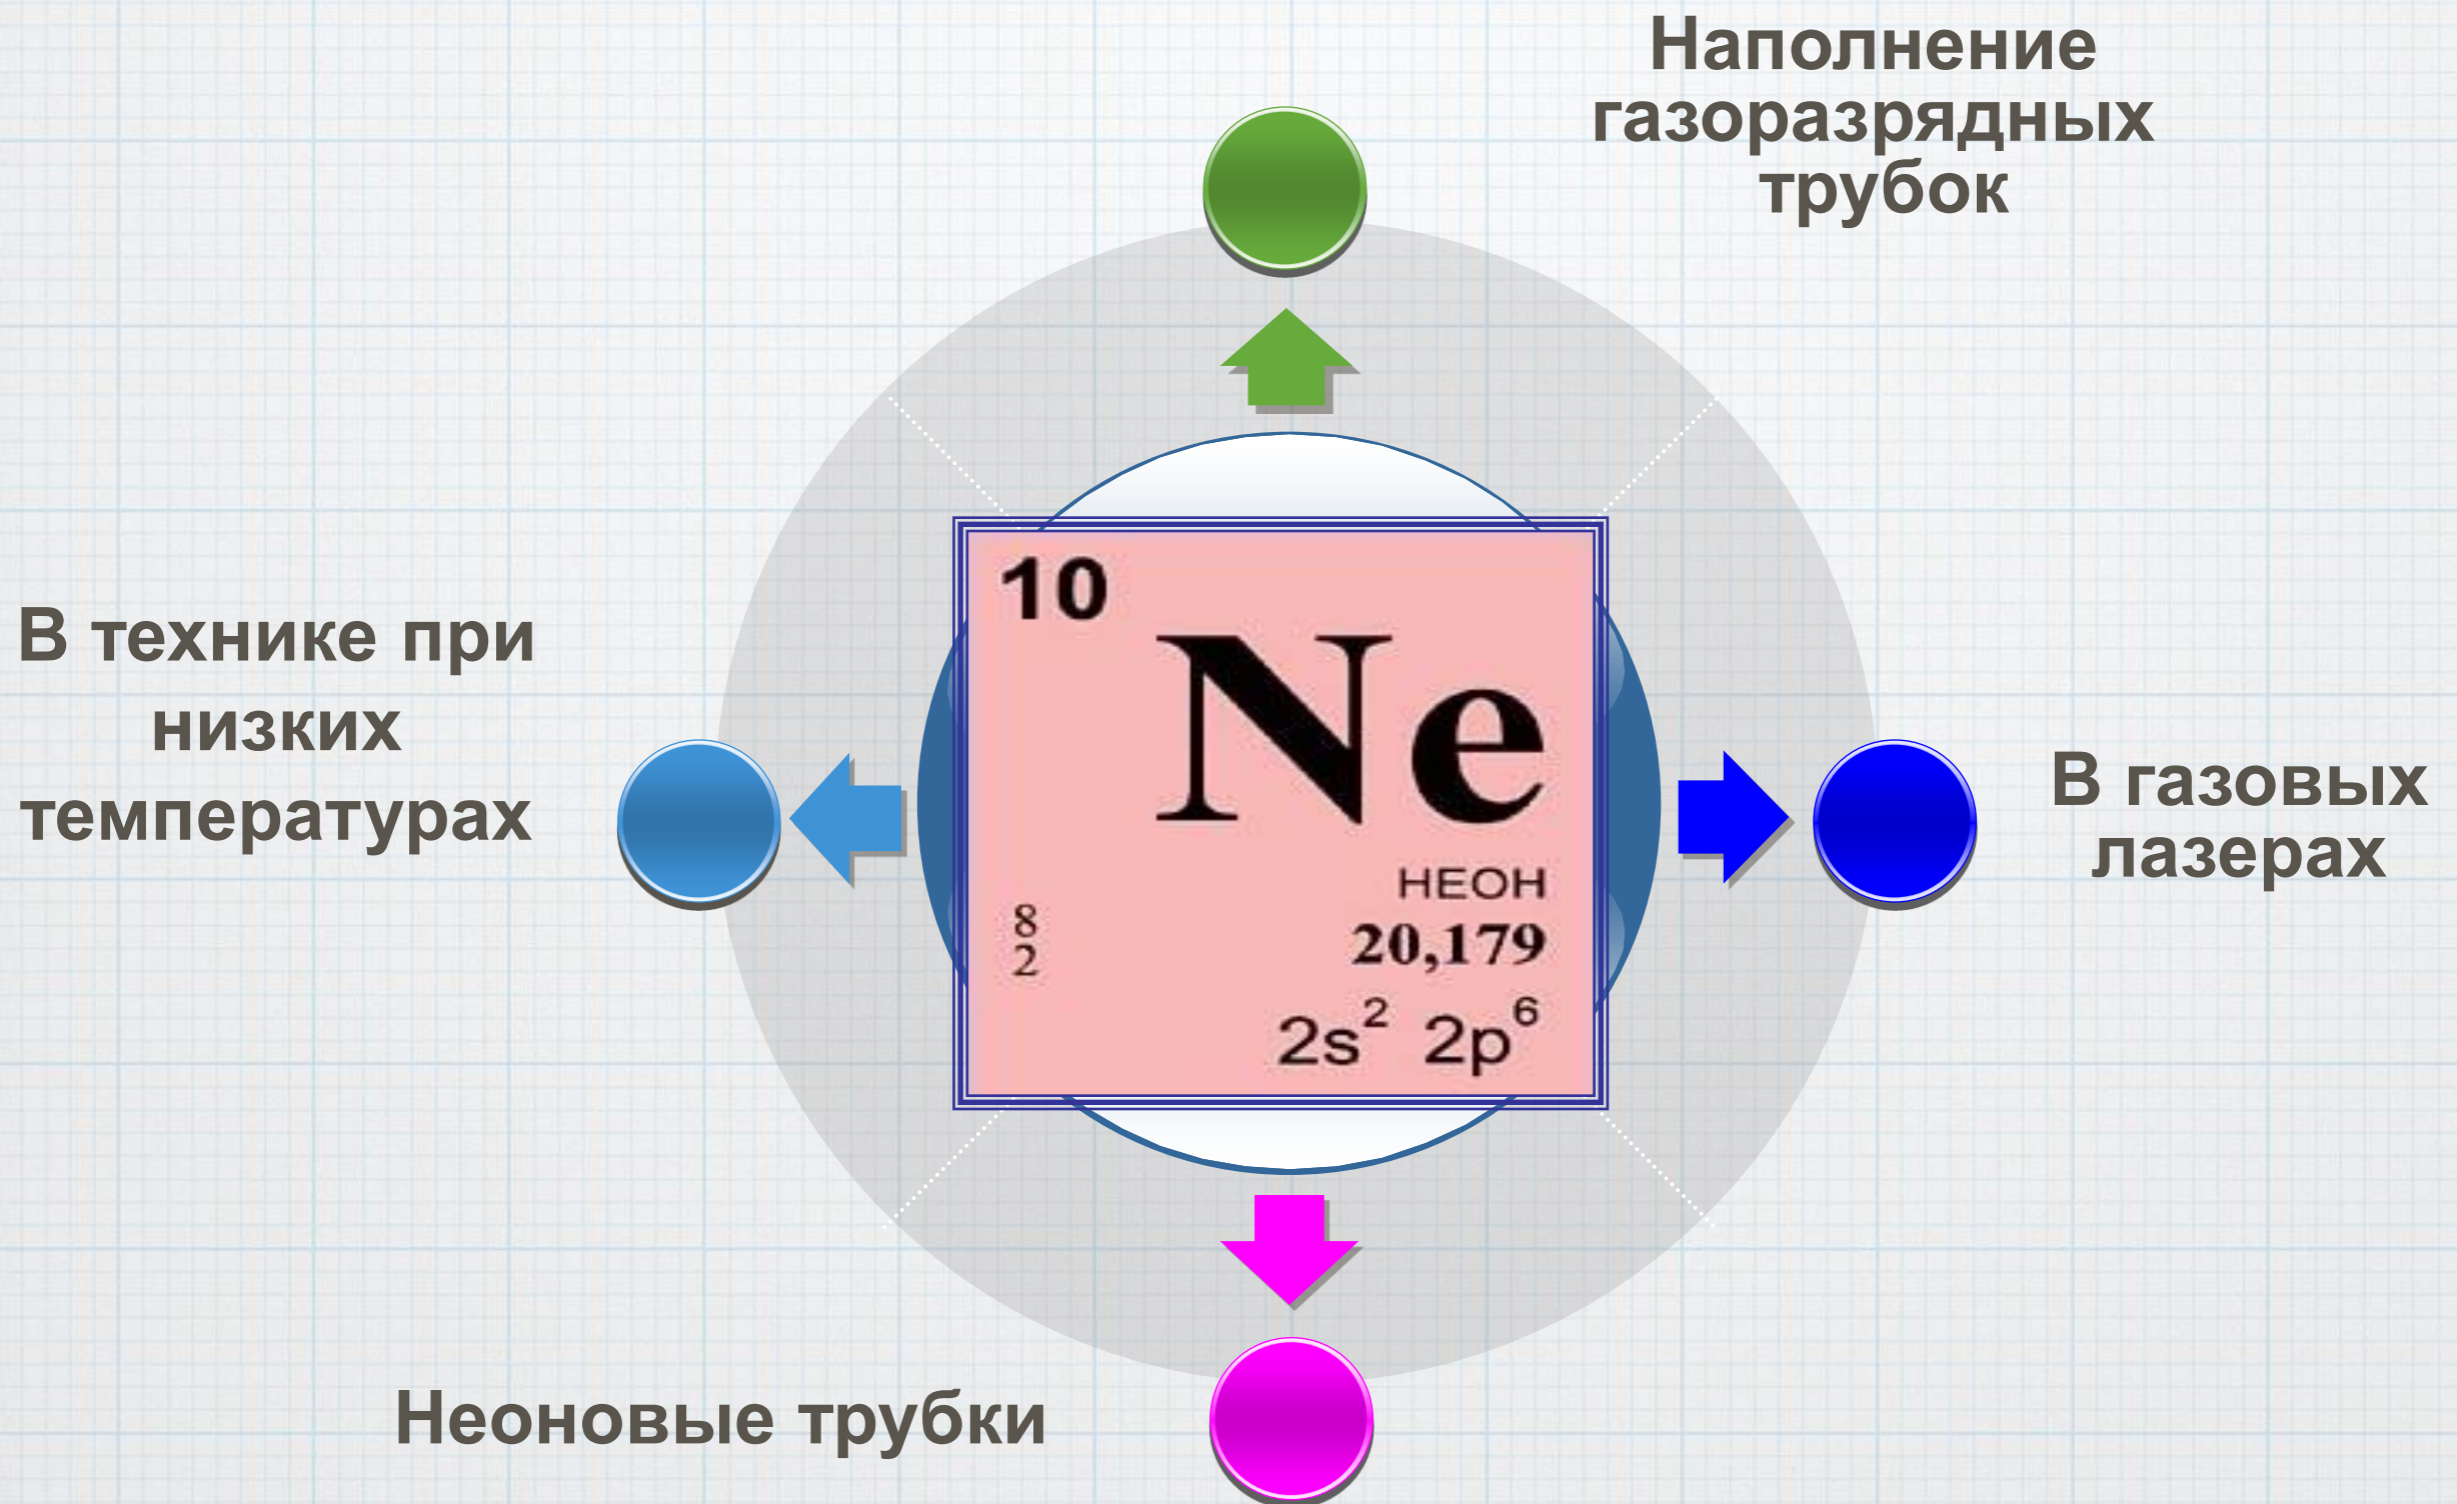 Наполнение
газоразрядных
трубок
В технике при
низких
температурах
10
Ne
НЕОН
20,179
8
2
2s² 2p⁶
В газовых
лазерах
Неоновые трубки